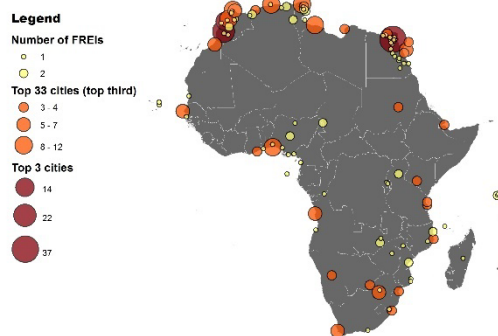 Legend
Number of FREIs
1
2
Top 33 cities (top third)
3 - 4
5 - 7
8 - 12
Top 3 cities
14
22
37